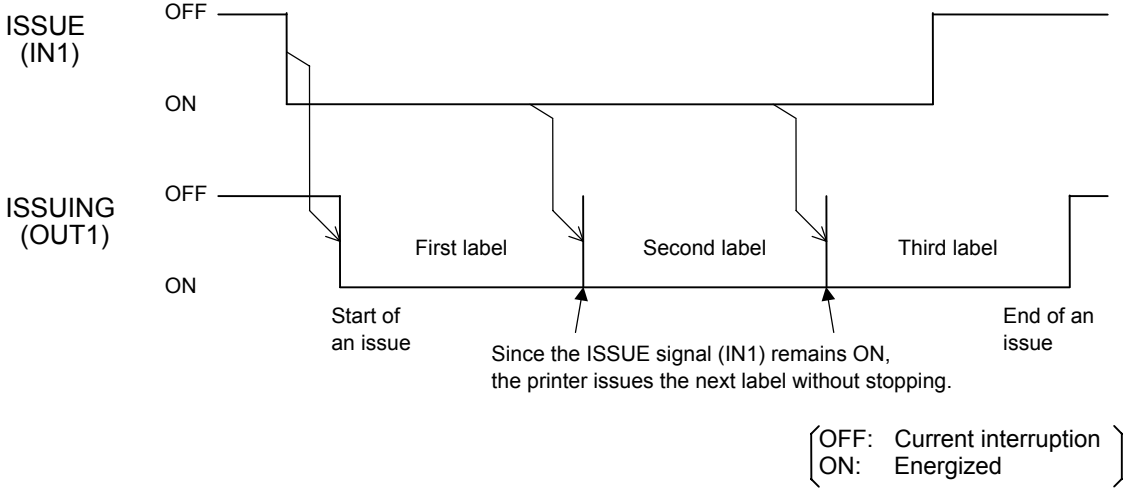 ISSUE
(IN1)
OFF
ON
ISSUING
(OUT1)
OFF
ON
First label
Second label
Third label
Start of
an issue
End of an
issue
Since the ISSUE signal (IN1) remains ON,
the printer issues the next label without stopping.
OFF: Current interruption
ON: Energized